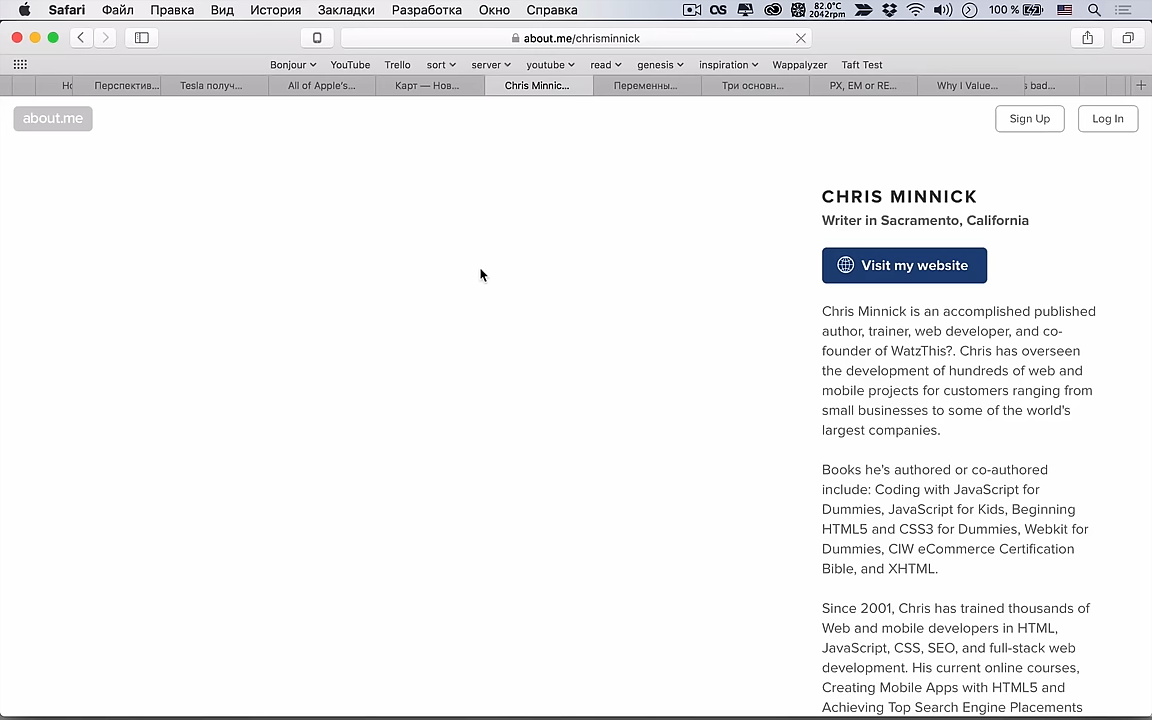 Safari Файл Правка Вид История Закладки Разработка Окно Справка 82.0°C 2042rpm 100 %
about.me/chrisminnick
Bonjour YouTube Trello sort server youtube read genesis inspiration Wappalyzer Taft Test
Перспектив... Tesla получ... All of Apple's... Карт — Нов... Chris Minnic... Переменны... Три основн... PX, EM or RE... Why I Value... bad...
about.me Sign Up Log In
CHRIS MINNICK
Writer in Sacramento, California
Visit my website
Chris Minnick is an accomplished published
author, trainer, web developer, and co-
founder of WatzThis?. Chris has overseen
the development of hundreds of web and
mobile projects for customers ranging from
small businesses to some of the world's
largest companies.
Books he's authored or co-authored
include: Coding with JavaScript for
Dummies, JavaScript for Kids, Beginning
HTML5 and CSS3 for Dummies, Webkit for
Dummies, CIW eCommerce Certification
Bible, and XHTML.
Since 2001, Chris has trained thousands of
Web and mobile developers in HTML,
JavaScript, CSS, SEO, and full-stack web
development. His current online courses,
Creating Mobile Apps with HTML5 and
Achieving Top Search Engine Placements